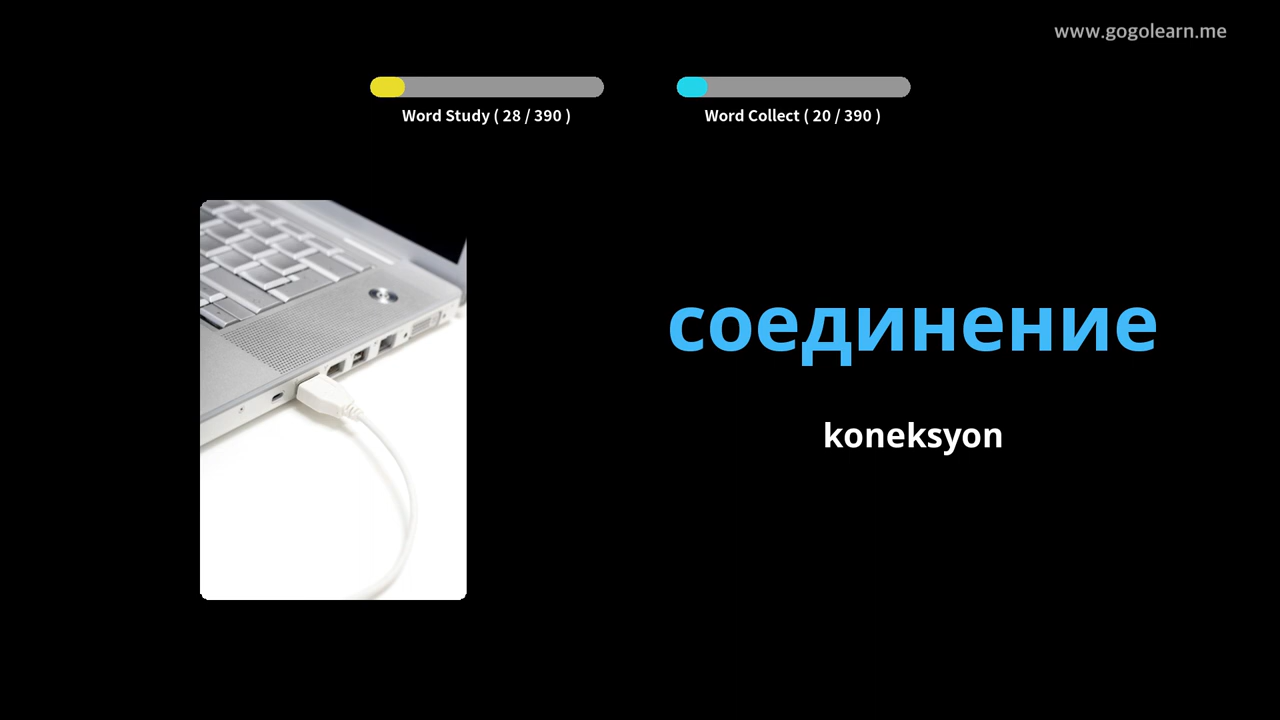 www.gogolearn.me
Word Study ( 28 / 390 )
Word Collect ( 20 / 390 )
соединение
koneksyon